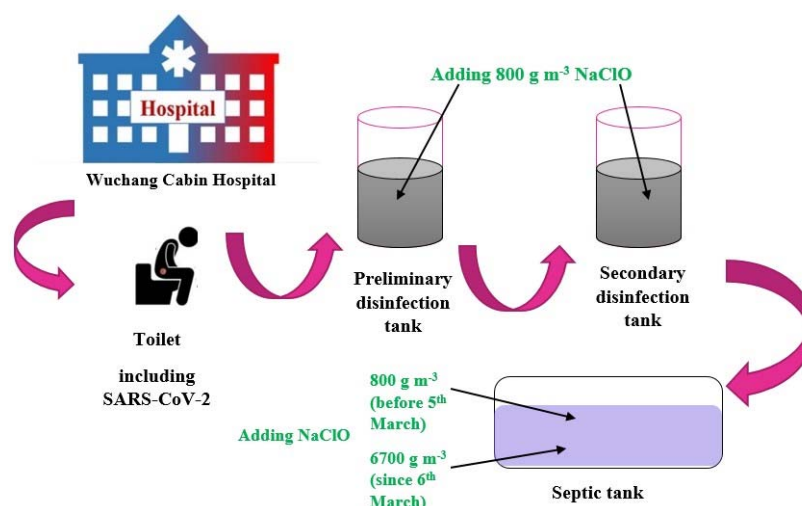 Hospital
Wuchang Cabin Hospital
Adding 800 g m⁻³ NaClO
Toilet
including
SARS-CoV-2
Preliminary
disinfection
tank
Secondary
disinfection
tank
Adding NaClO
800 g m⁻³
(before 5ᵗʰ
March)
6700 g m⁻³
(since 6ᵗʰ
March)
Septic tank